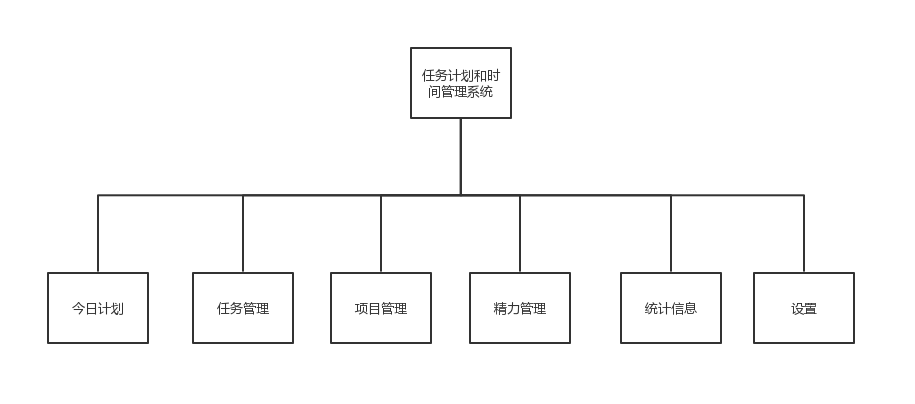 任务计划和时
间管理系统
今日计划
任务管理
项目管理
精力管理
统计信息
设置